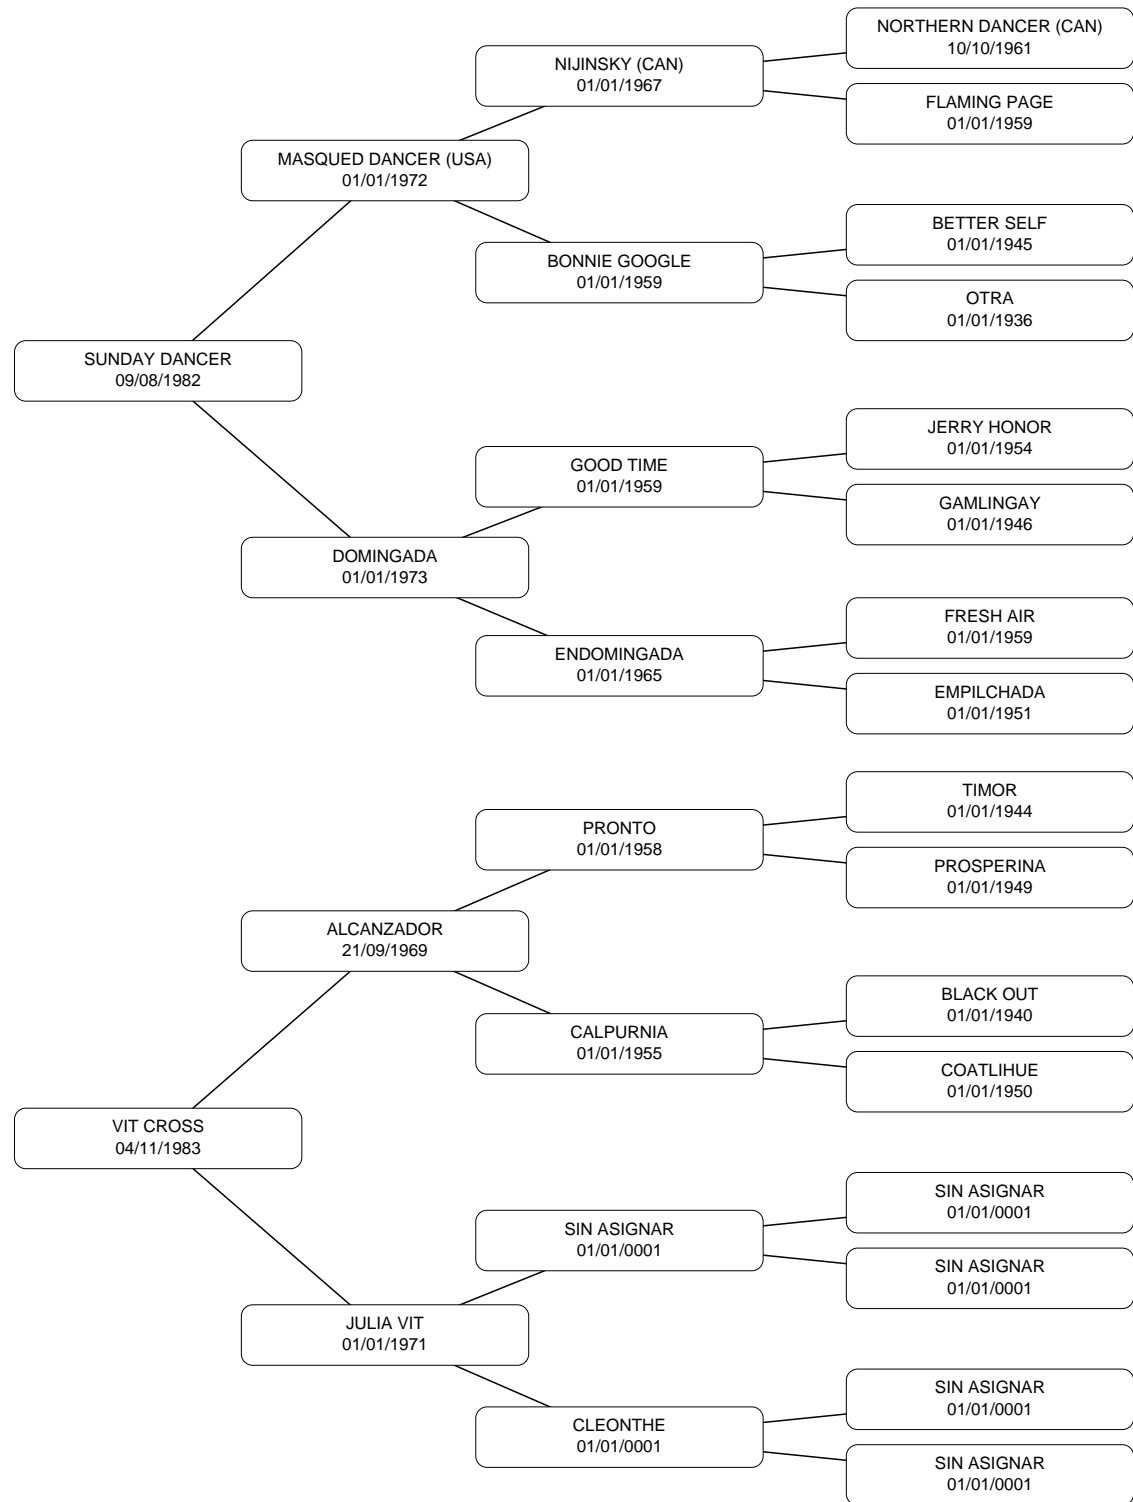 NORTHERN DANCER (CAN)
10/10/1961
NIJINSKY (CAN)
01/01/1967
FLAMING PAGE
01/01/1959
MASQUED DANCER (USA)
01/01/1972
BETTER SELF
01/01/1945
BONNIE GOOGLE
01/01/1959
OTRA
01/01/1936
SUNDAY DANCER
09/08/1982
JERRY HONOR
01/01/1954
GOOD TIME
01/01/1959
GAMLINGAY
01/01/1946
DOMINGADA
01/01/1973
FRESH AIR
01/01/1959
ENDOMINGADA
01/01/1965
EMPILCHADA
01/01/1951
TIMOR
01/01/1944
PRONTO
01/01/1958
PROSPERINA
01/01/1949
ALCANZADOR
21/09/1969
BLACK OUT
01/01/1940
CALPURNIA
01/01/1955
COATLIHUE
01/01/1950
VIT CROSS
04/11/1983
SIN ASIGNAR
01/01/0001
SIN ASIGNAR
01/01/0001
SIN ASIGNAR
01/01/0001
JULIA VIT
01/01/1971
SIN ASIGNAR
01/01/0001
CLEONTHE
01/01/0001
SIN ASIGNAR
01/01/0001